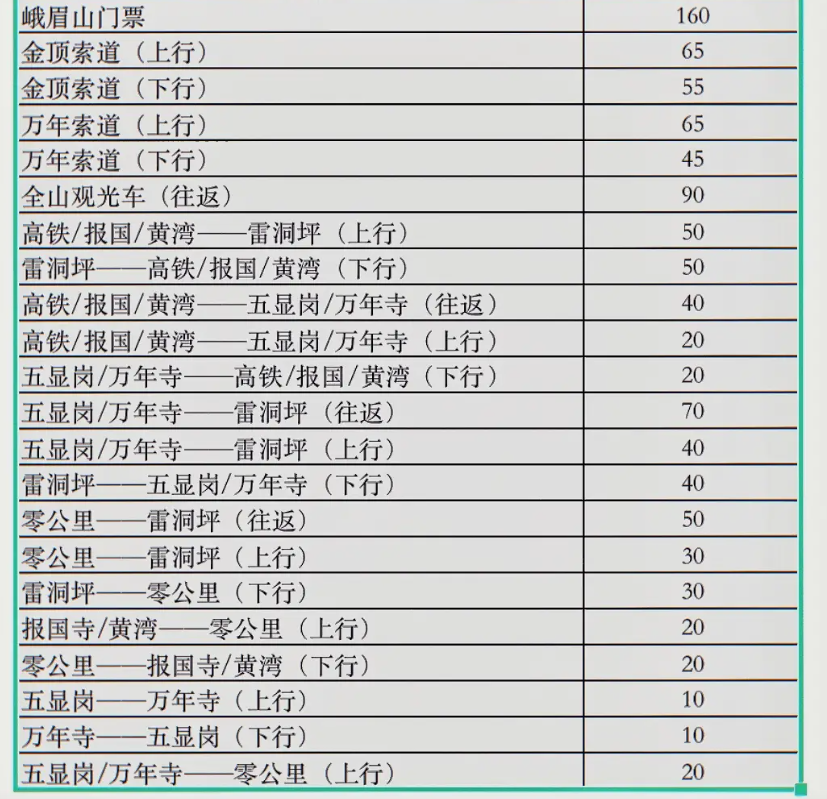 峨眉山门票 160
金顶索道（上行） 65
金顶索道（下行） 55
万年索道（上行） 65
万年索道（下行） 45
全山观光车（往返） 90
高铁/报国/黄湾——雷洞坪（上行） 50
雷洞坪——高铁/报国/黄湾（下行） 50
高铁/报国/黄湾——五显岗/万年寺（往返） 40
高铁/报国/黄湾——五显岗/万年寺（上行） 20
五显岗/万年寺——高铁/报国/黄湾（下行） 20
五显岗/万年寺——雷洞坪（往返） 70
五显岗/万年寺——雷洞坪（上行） 40
雷洞坪——五显岗/万年寺（下行） 40
零公里——雷洞坪（往返） 50
零公里——雷洞坪（上行） 30
雷洞坪——零公里（下行） 30
报国寺/黄湾——零公里（上行） 20
零公里——报国寺/黄湾（下行） 20
五显岗——万年寺（上行） 10
万年寺——五显岗（下行） 10
五显岗/万年寺——零公里（上行） 20